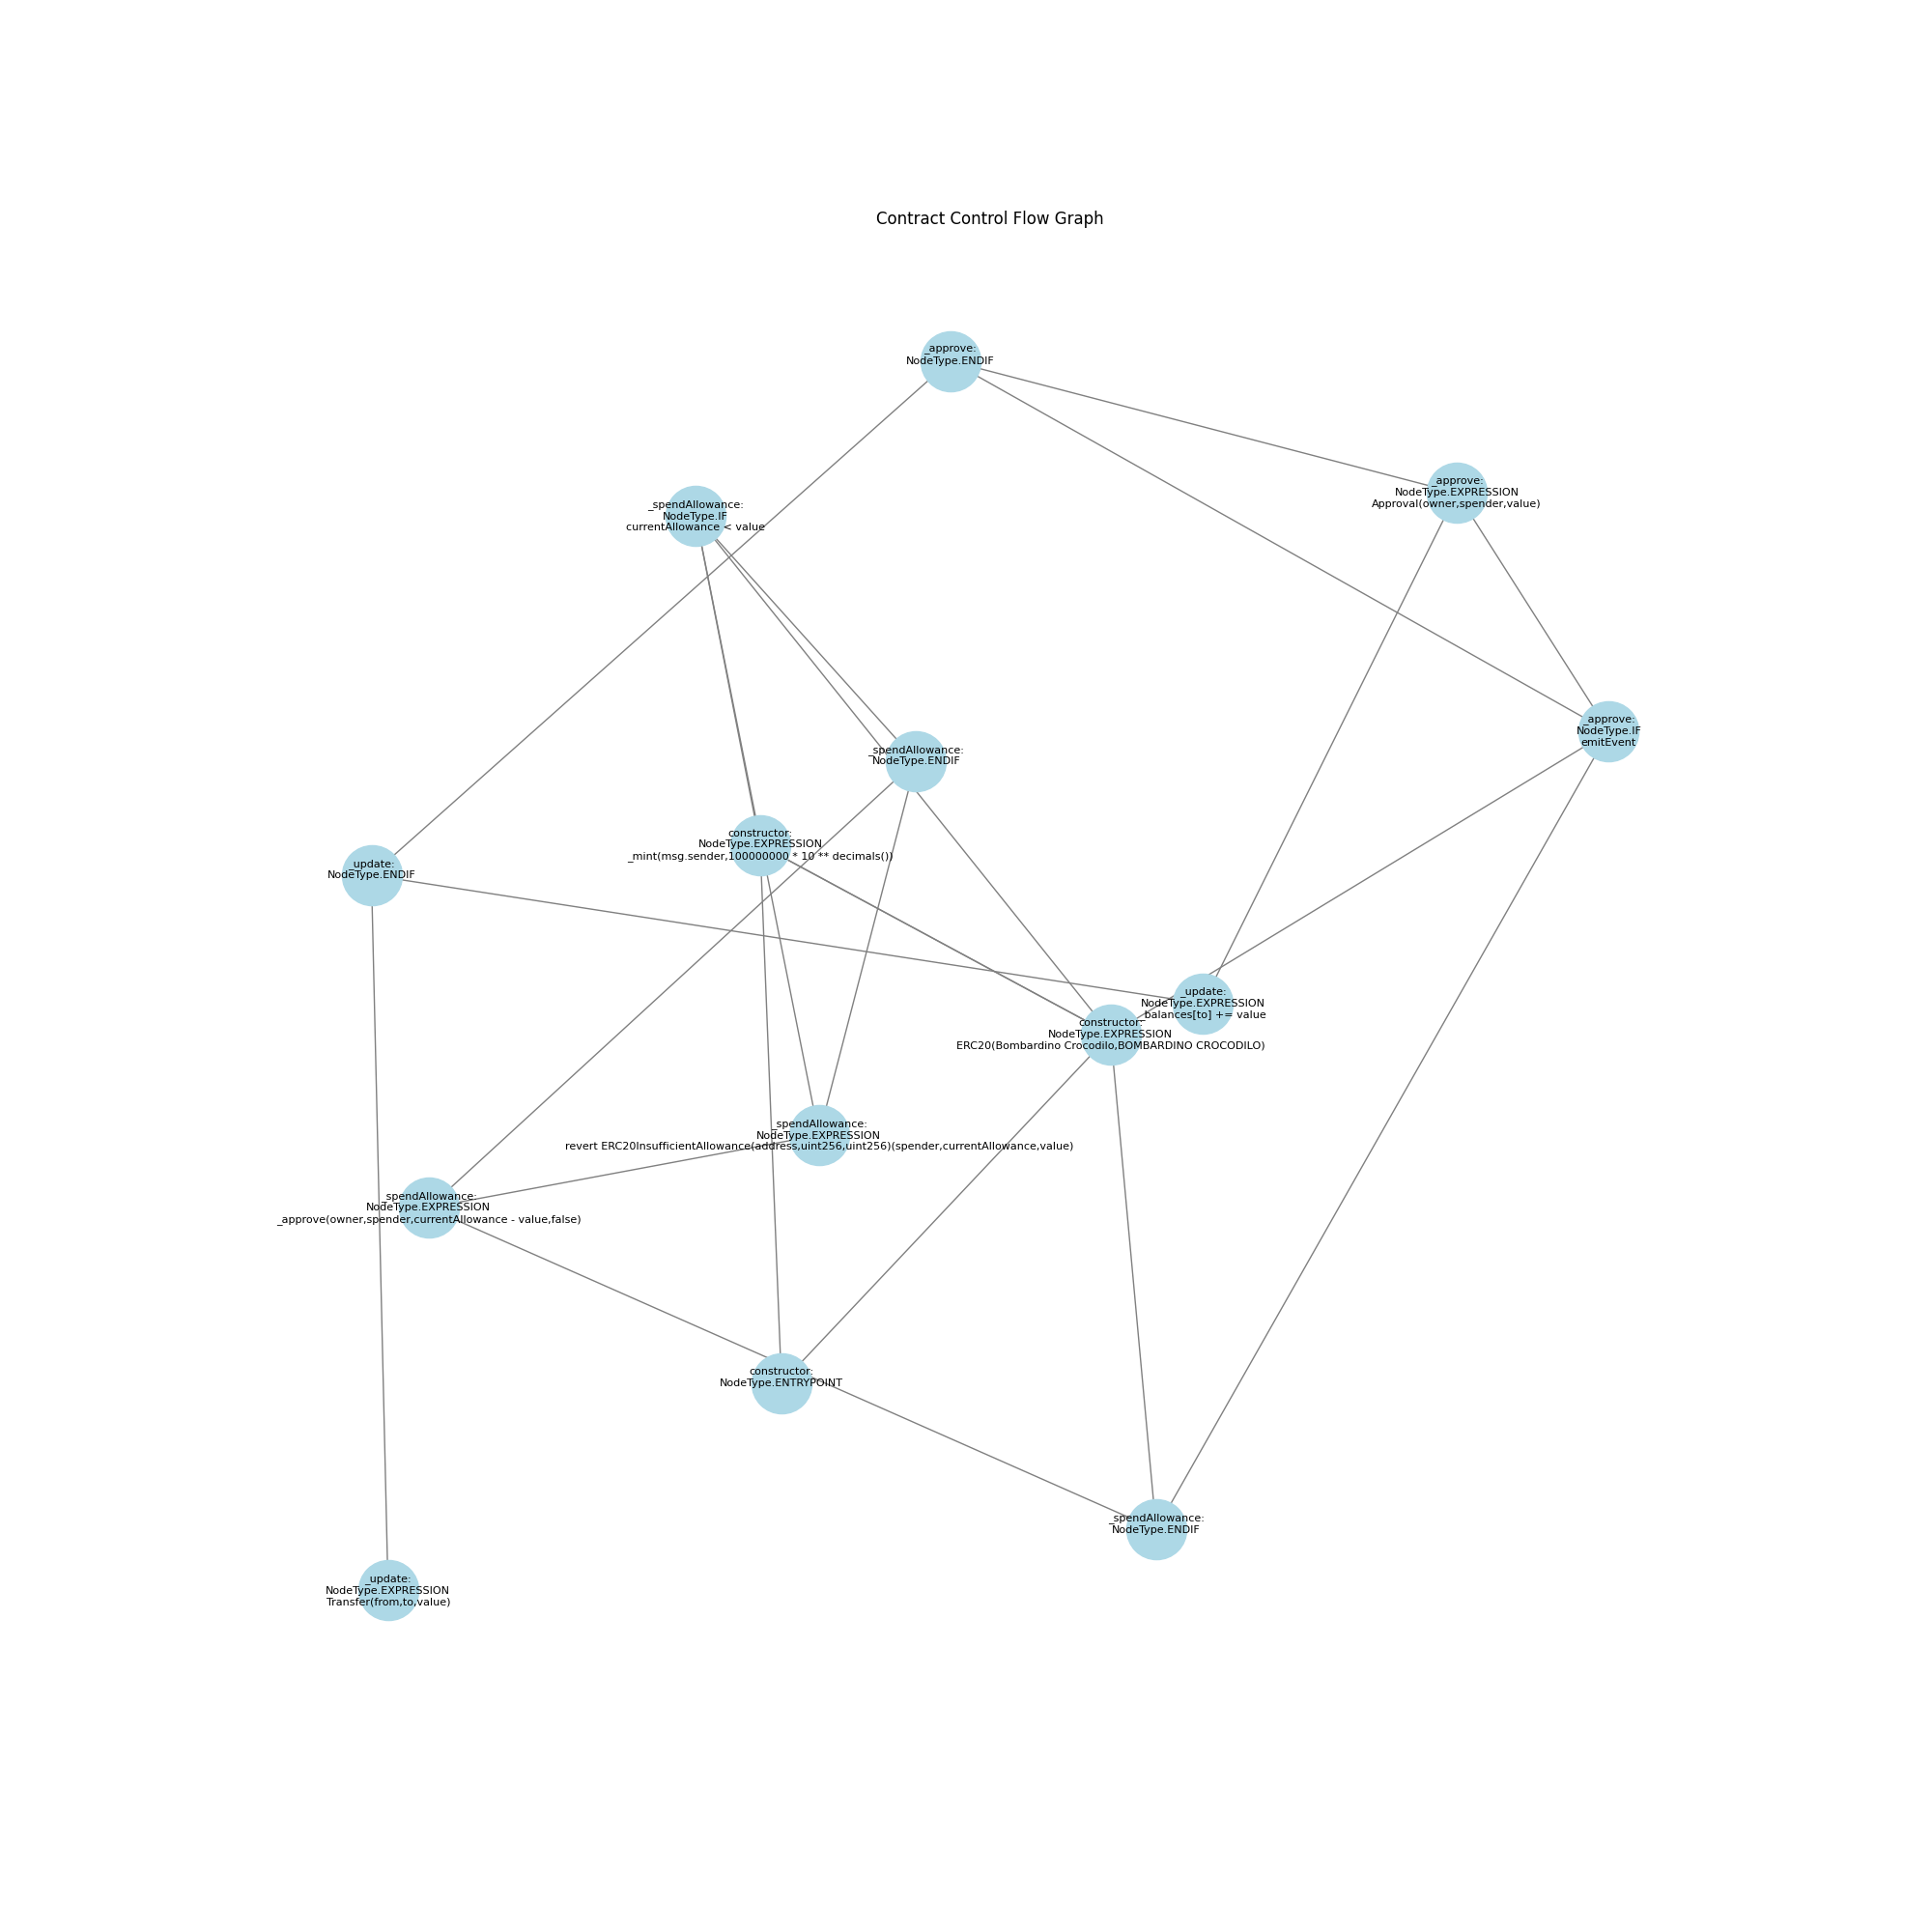 Contract Control Flow Graph
_approve:
NodeType.ENDIF
_approve:
NodeType.EXPRESSION
Approval(owner,spender,value)
_spendAllowance:
NodeType.IF
currentAllowance < value
_approve:
NodeType.IF
emitEvent
_spendAllowance:
NodeType.ENDIF
constructor:
NodeType.EXPRESSION
_mint(msg.sender,100000000 * 10 ** decimals())
_update:
NodeType.ENDIF
_update:
NodeType.EXPRESSION
_balances[to] += value
constructor:
NodeType.EXPRESSION
ERC20(Bombardino Crocodilo,BOMBARDINO CROCODILO)
_spendAllowance:
NodeType.EXPRESSION
revert ERC20InsufficientAllowance(address,uint256,uint256)(spender,currentAllowance,value)
_spendAllowance:
NodeType.EXPRESSION
_approve(owner,spender,currentAllowance - value,false)
constructor:
NodeType.ENTRYPOINT
_spendAllowance:
NodeType.ENDIF
_update:
NodeType.EXPRESSION
Transfer(from,to,value)